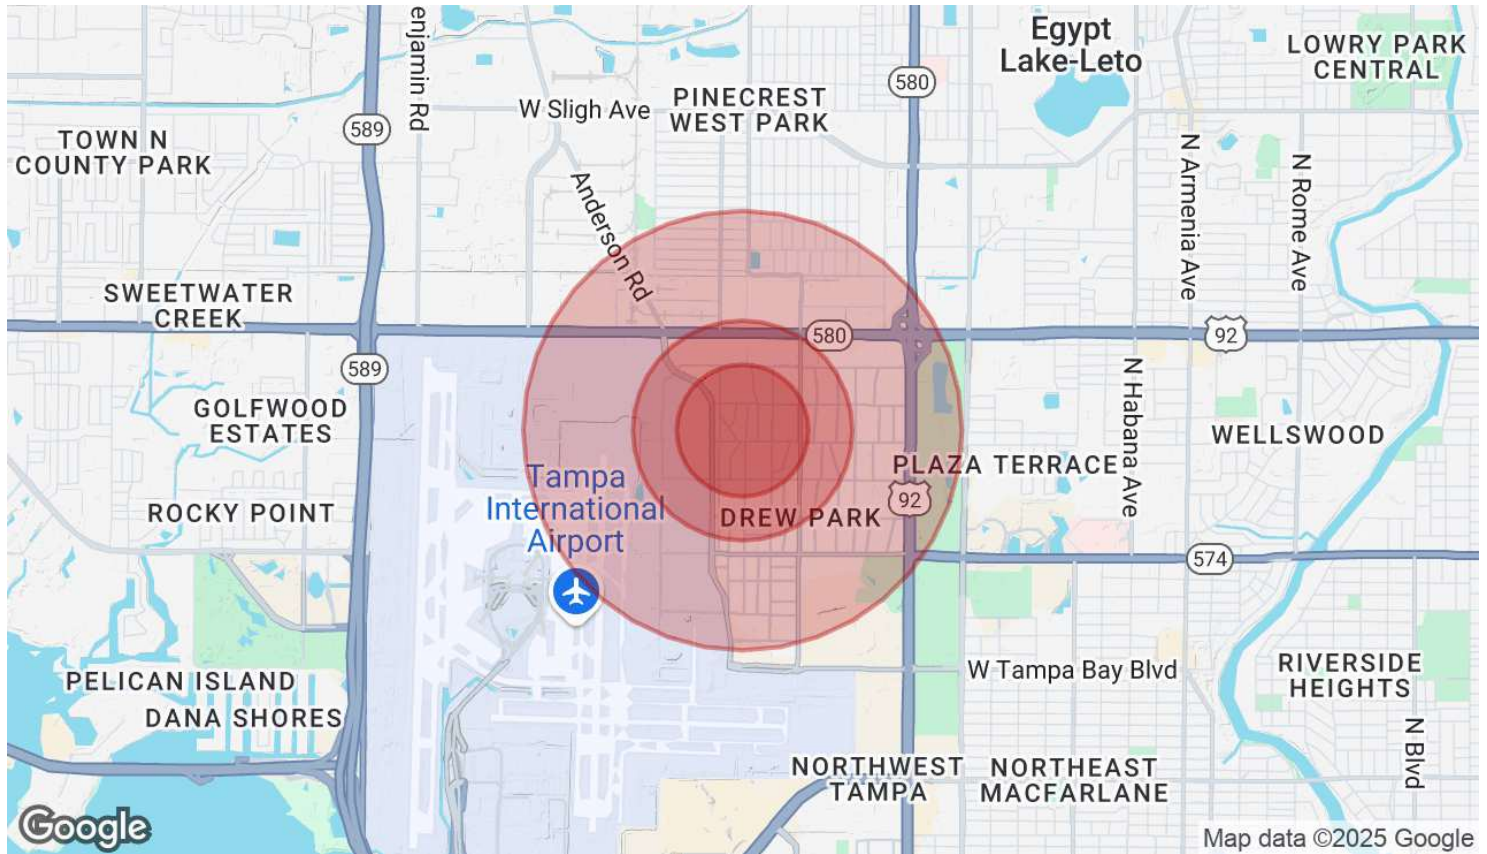 enjamin Rd
Egypt
Lake-Leto
LOWRY PARK
CENTRAL
580
W Sligh Ave
PINECREST
WEST PARK
589
TOWN N
COUNTY PARK
N Armenia Ave
N Rome Ave
Anderson Rd
SWEETWATER
CREEK
580
92
589
N Habana Ave
GOLFWOOD
ESTATES
WELLSWOOD
PLAZA TERRACE
Tampa
International
Airport
92
ROCKY POINT
DREW PARK
574
W Tampa Bay Blvd
RIVERSIDE
HEIGHTS
PELICAN ISLAND
DANA SHORES
N Blvd
NORTHWEST
TAMPA
NORTHEAST
MACFARLANE
Google
Map data ©2025 Google